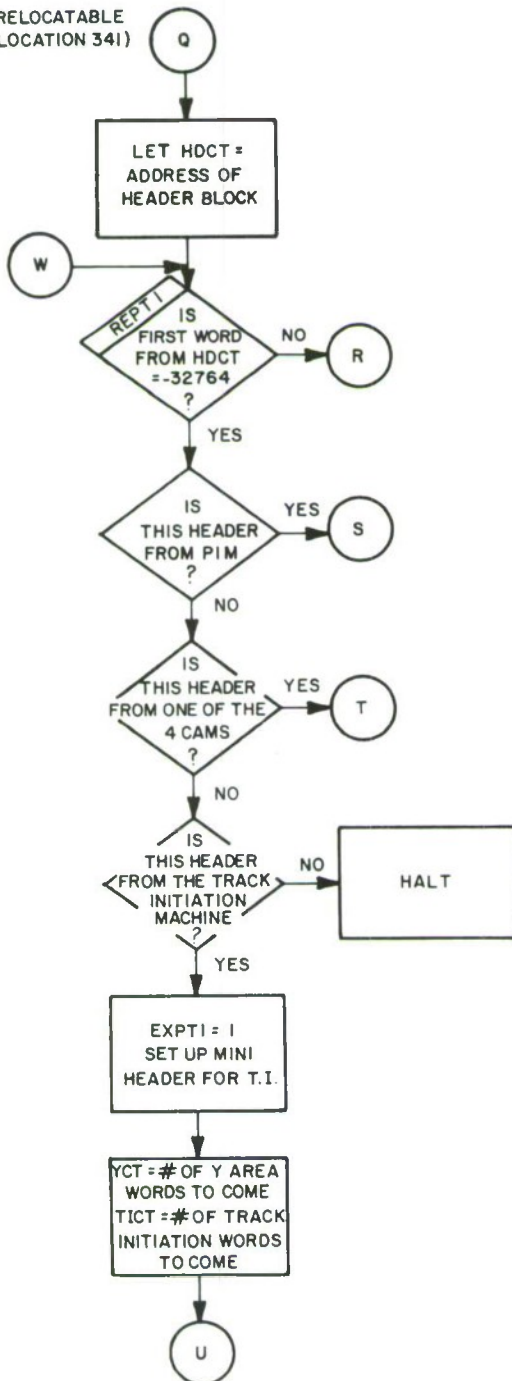 RELOCATABLE
LOCATION 341)
Q
LET HDCT =
ADDRESS OF
HEADER BLOCK
W
REPT1
IS
FIRST WORD
FROM HDCT
=-32764
?
NO
R
YES
IS
THIS HEADER
FROM PIM
?
YES
S
NO
IS
THIS HEADER
FROM ONE OF THE
4 CAMS
?
YES
T
NO
IS
THIS HEADER
FROM THE TRACK
INITIATION
MACHINE
?
NO
HALT
YES
EXPT1 = 1
SET UP MINI
HEADER FOR T.I.
YCT = # OF Y AREA
WORDS TO COME
TICT = # OF TRACK
INITIATION WORDS
TO COME
U